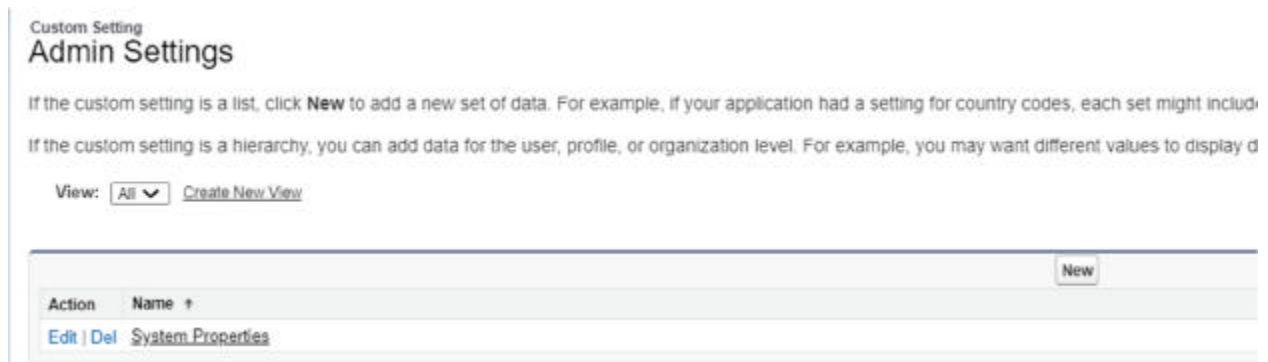 Custom Setting
Admin Settings
If the custom setting is a list, click New to add a new set of data. For example, if your application had a setting for country codes, each set might includ
If the custom setting is a hierarchy, you can add data for the user, profile, or organization level. For example, you may want different values to display d
View: All Create New View
New
Action Name ↑
Edit | Del System Properties